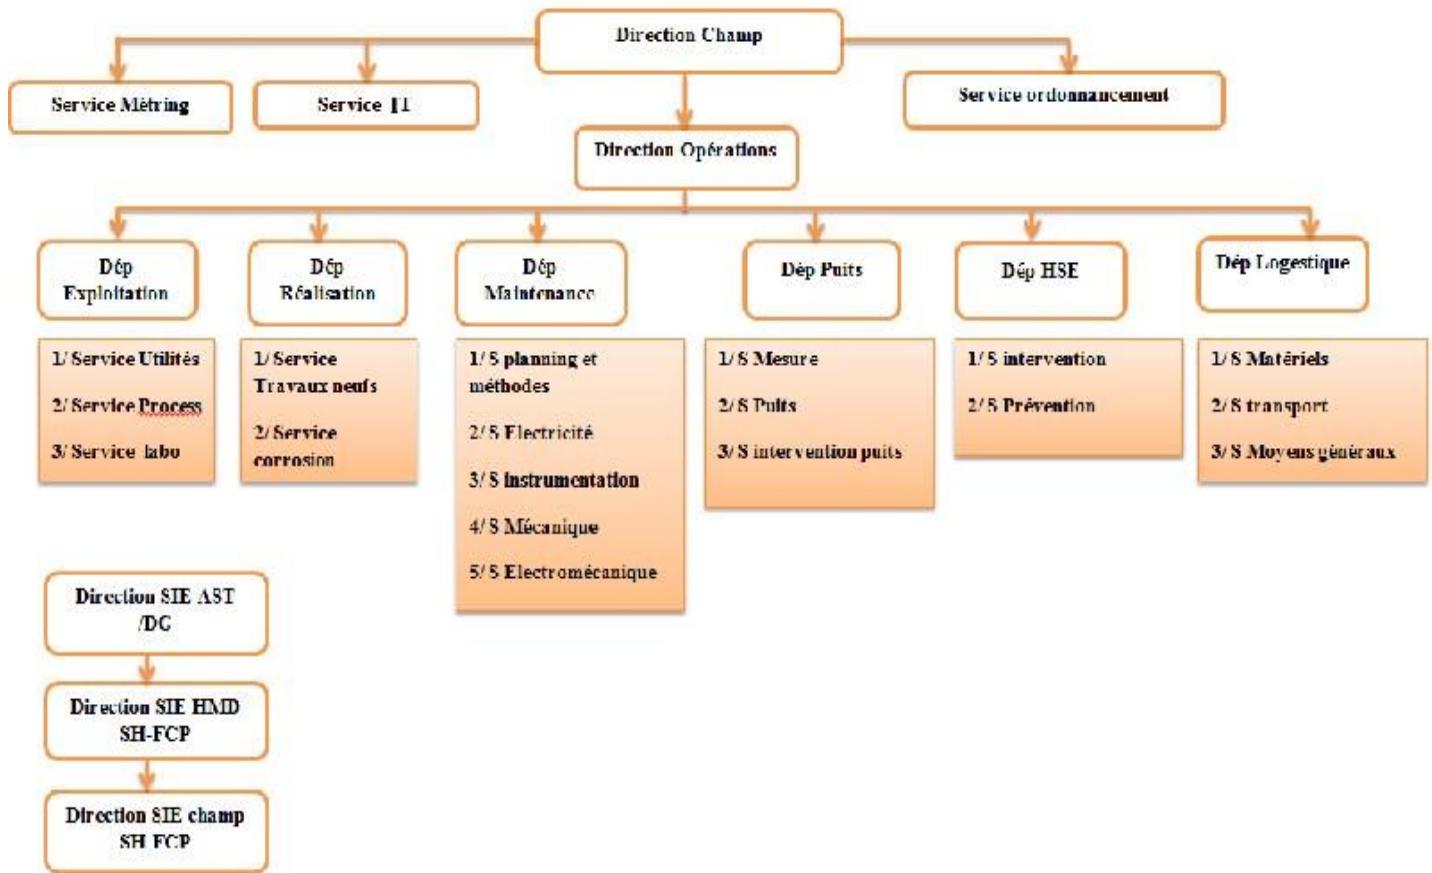 Direction Champ
Service Métring
Service IT
Service ordonnancement
Direction Opérations
Dép
Exploitation
Dép
Réalisation
Dép
Maintenance
Dép Puits
Dép HSE
Dép Logestique
1/ Service Utilités
2/ Service Process
3/ Service labo
1/ Service
Travaux neufs
2/ Service
corrosion
1/ S planning et
méthodes
2/ S Electricité
3/ S instrumentation
4/ S Mécanique
5/ S Electromécanique
1/ S Mesure
2/ S Puits
3/ S intervention puits
1/ S intervention
2/ S Prévention
1/ S Matériels
2/ S transport
3/ S Moyens généraux
Direction SIE AST
/DG
Direction SIE HMD
SH-FCP
Direction SIE champ
SH-FCP